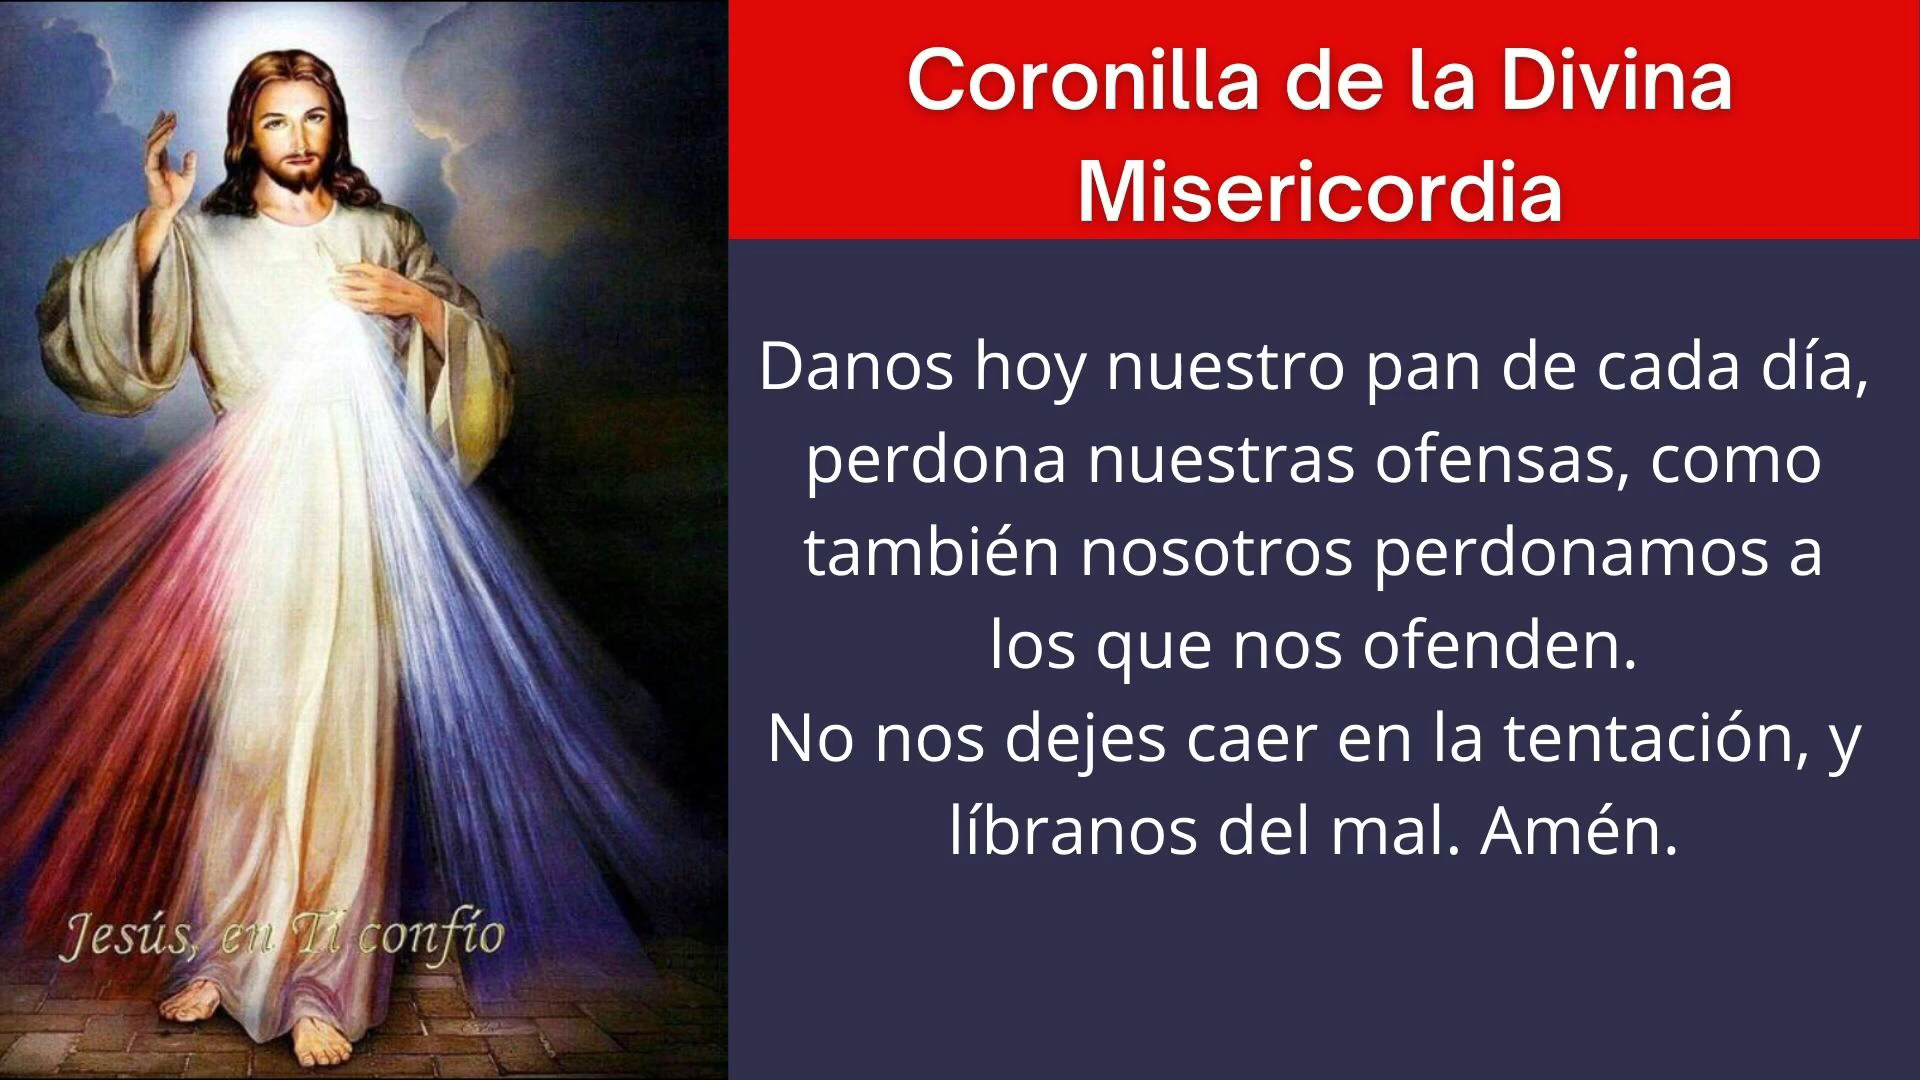 Coronilla de la Divina
Misericordia
Danos hoy nuestro pan de cada día,
perdona nuestras ofensas, como
también nosotros perdonamos a
los que nos ofenden.
No nos dejes caer en la tentación, y
líbranos del mal. Amén.
Jesús, en Ti confío